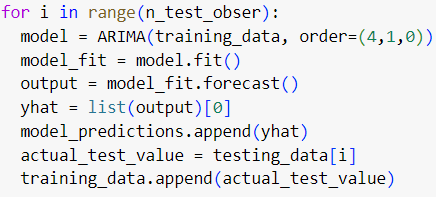 for i in range(n_test_obser):
  model = ARIMA(training_data, order=(4,1,0))
  model_fit = model.fit()
  output = model_fit.forecast()
  yhat = list(output)[0]
  model_predictions.append(yhat)
  actual_test_value = testing_data[i]
  training_data.append(actual_test_value)